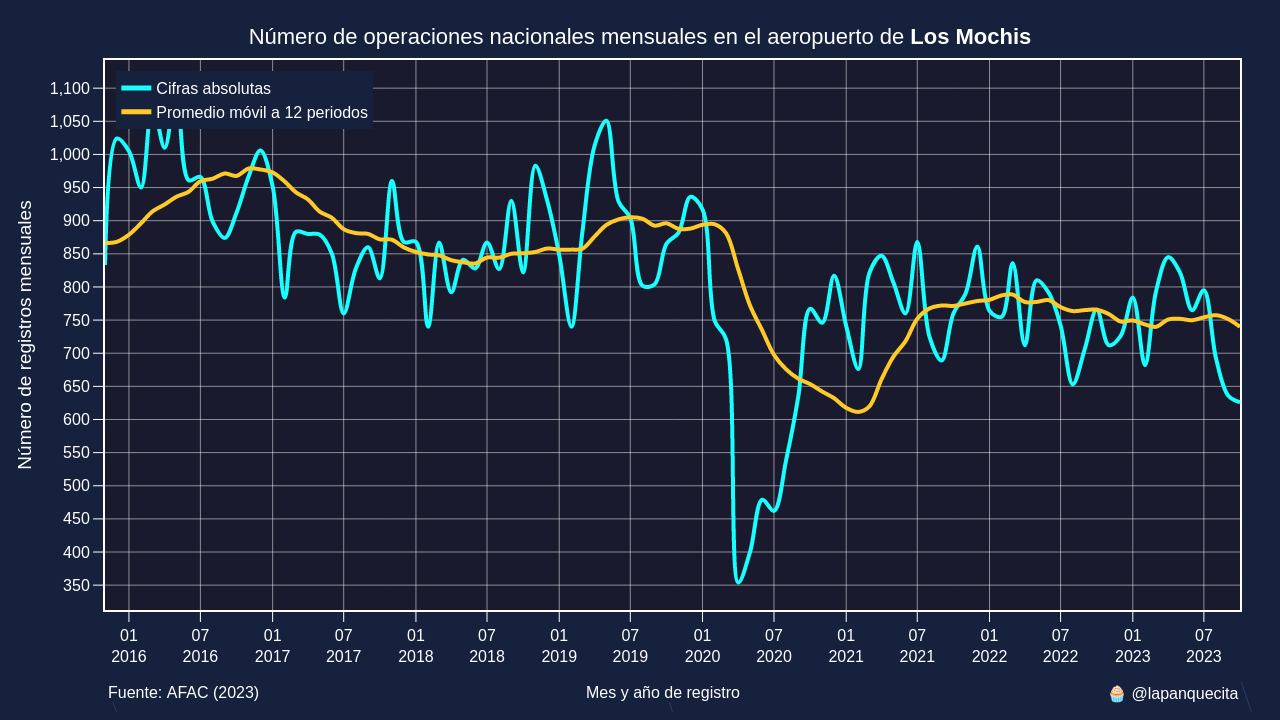 Número de operaciones nacionales mensuales en el aeropuerto de Los Mochis
Cifras absolutas
Promedio móvil a 12 periodos
Número de registros mensuales
1,100
1,050
1,000
950
900
850
800
750
700
650
600
550
500
450
400
350
01 07 01 07 01 07 01 07 01 07 01 07 01 07 01 07
2016 2016 2017 2017 2018 2018 2019 2019 2020 2020 2021 2021 2022 2022 2023 2023
Fuente: AFAC (2023) Mes y año de registro 🧁 @lapanquecita